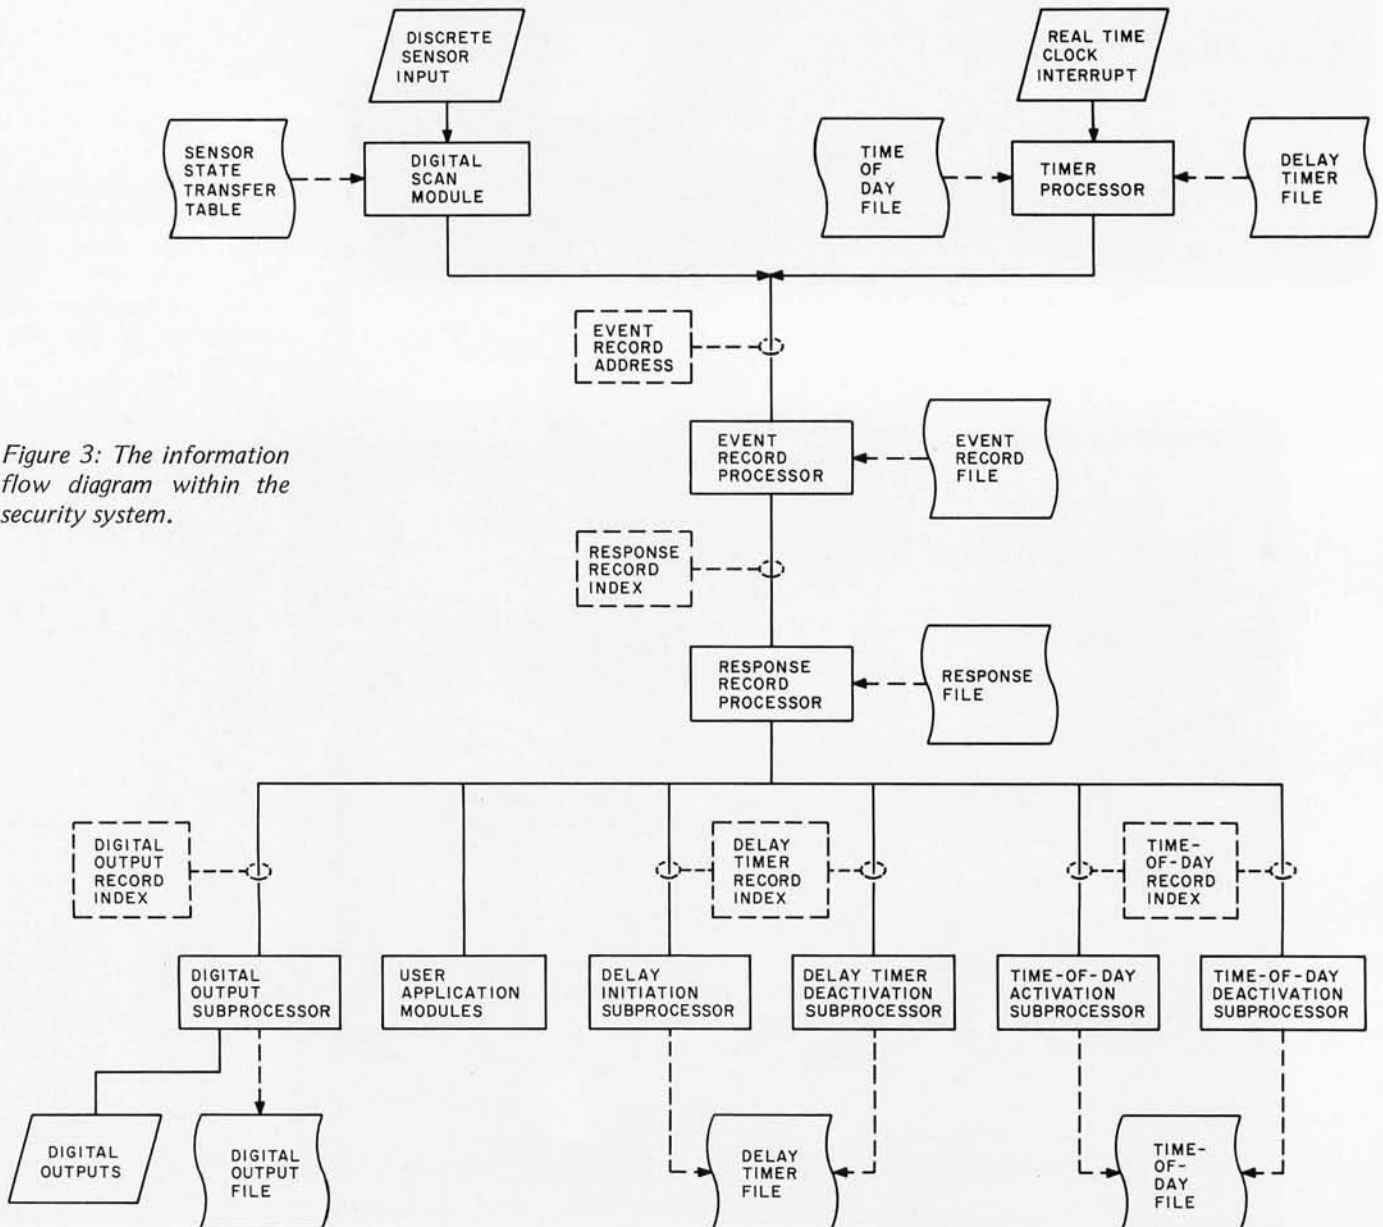 DISCRETE
SENSOR
INPUT
REAL TIME
CLOCK
INTERRUPT
SENSOR
STATE
TRANSFER
TABLE
DIGITAL
SCAN
MODULE
TIME
OF
DAY
FILE
TIMER
PROCESSOR
DELAY
TIMER
FILE
EVENT
RECORD
ADDRESS
Figure 3: The information
flow diagram within the
security system.
EVENT
RECORD
PROCESSOR
EVENT
RECORD
FILE
RESPONSE
RECORD
INDEX
RESPONSE
RECORD
PROCESSOR
RESPONSE
FILE
DIGITAL
OUTPUT
RECORD
INDEX
DELAY
TIMER
RECORD
INDEX
TIME-
OF-DAY
RECORD
INDEX
DIGITAL
OUTPUT
SUBPROCESSOR
USER
APPLICATION
MODULES
DELAY
INITIATION
SUBPROCESSOR
DELAY TIMER
DEACTIVATION
SUBPROCESSOR
TIME-OF-DAY
ACTIVATION
SUBPROCESSOR
TIME-OF-DAY
DEACTIVATION
SUBPROCESSOR
DIGITAL
OUTPUTS
DIGITAL
OUTPUT
FILE
DELAY
TIMER
FILE
TIME-
OF-
DAY
FILE